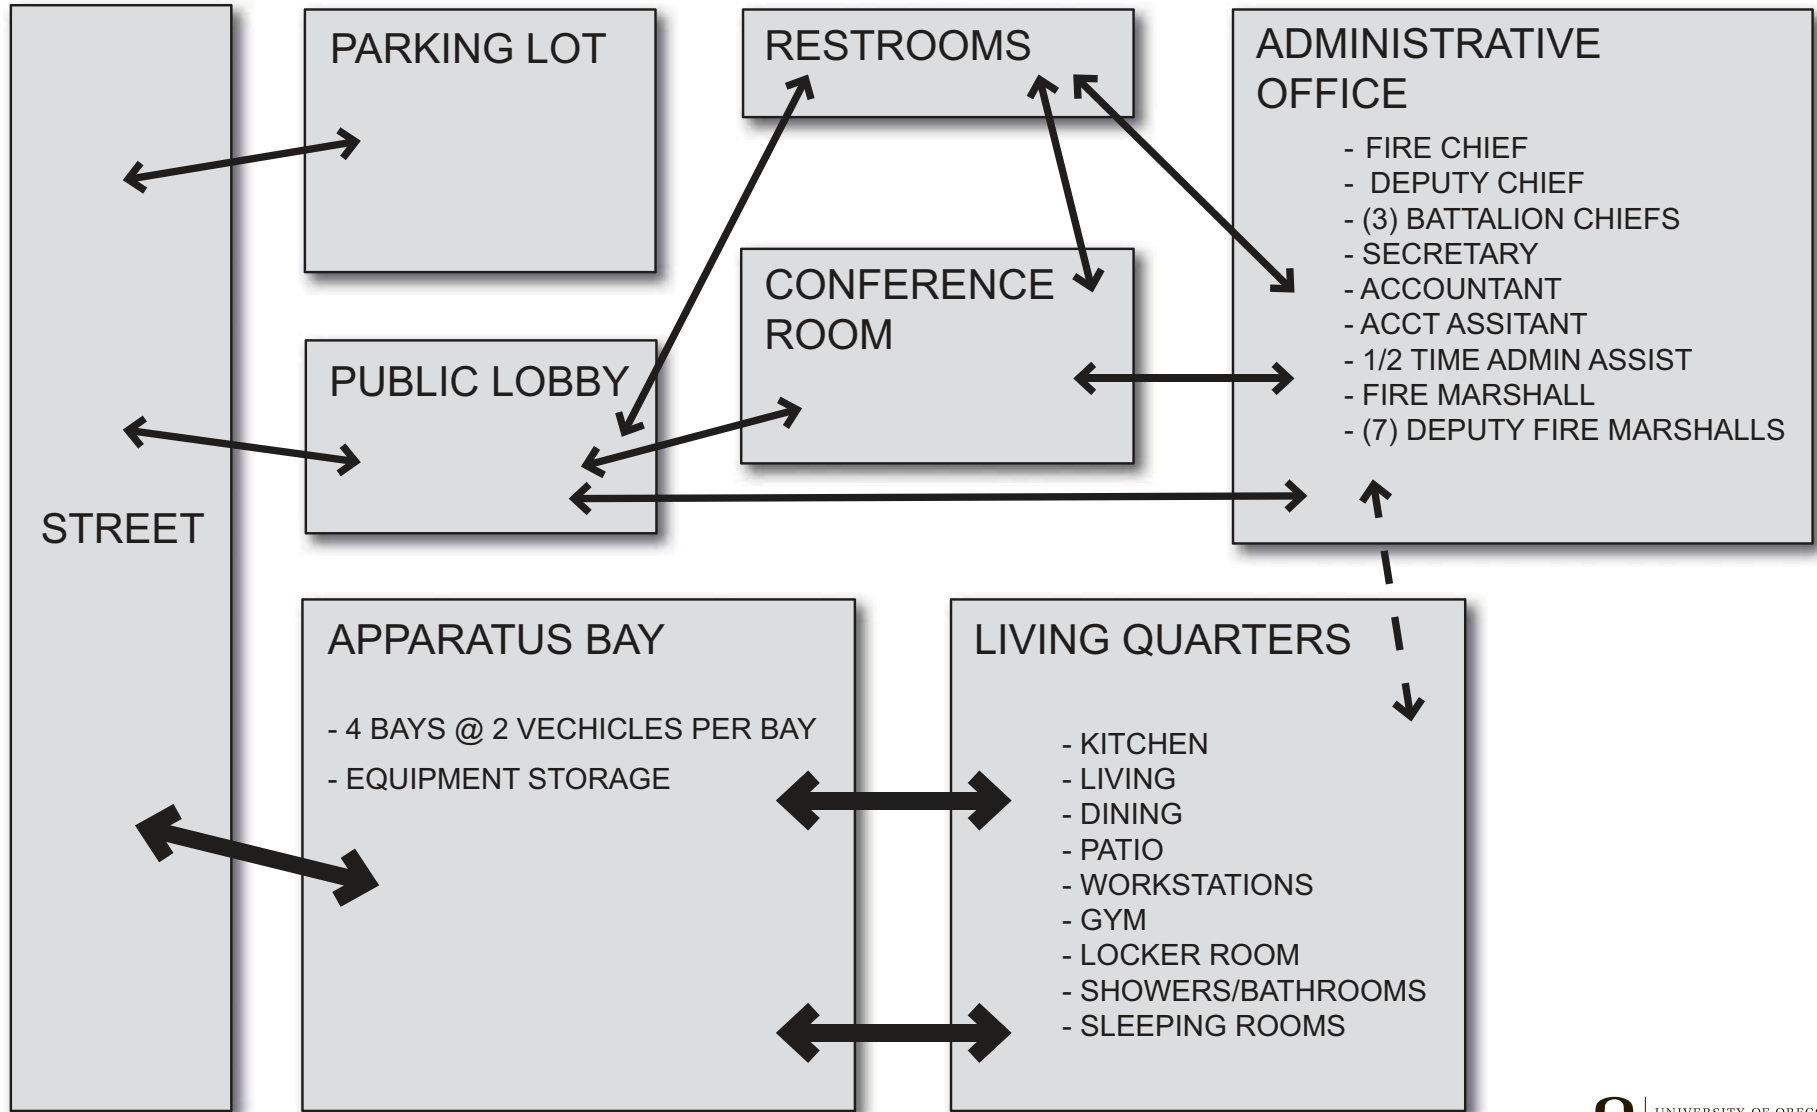 PARKING LOT
RESTROOMS
ADMINISTRATIVE
OFFICE
- FIRE CHIEF
- DEPUTY CHIEF
- (3) BATTALION CHIEFS
- SECRETARY
- ACCOUNTANT
- ACCT ASSITANT
- 1/2 TIME ADMIN ASSIST
- FIRE MARSHALL
- (7) DEPUTY FIRE MARSHALLS
CONFERENCE
ROOM
PUBLIC LOBBY
STREET
APPARATUS BAY
- 4 BAYS @ 2 VECHICLES PER BAY
- EQUIPMENT STORAGE
LIVING QUARTERS
- KITCHEN
- LIVING
- DINING
- PATIO
- WORKSTATIONS
- GYM
- LOCKER ROOM
- SHOWERS/BATHROOMS
- SLEEPING ROOMS